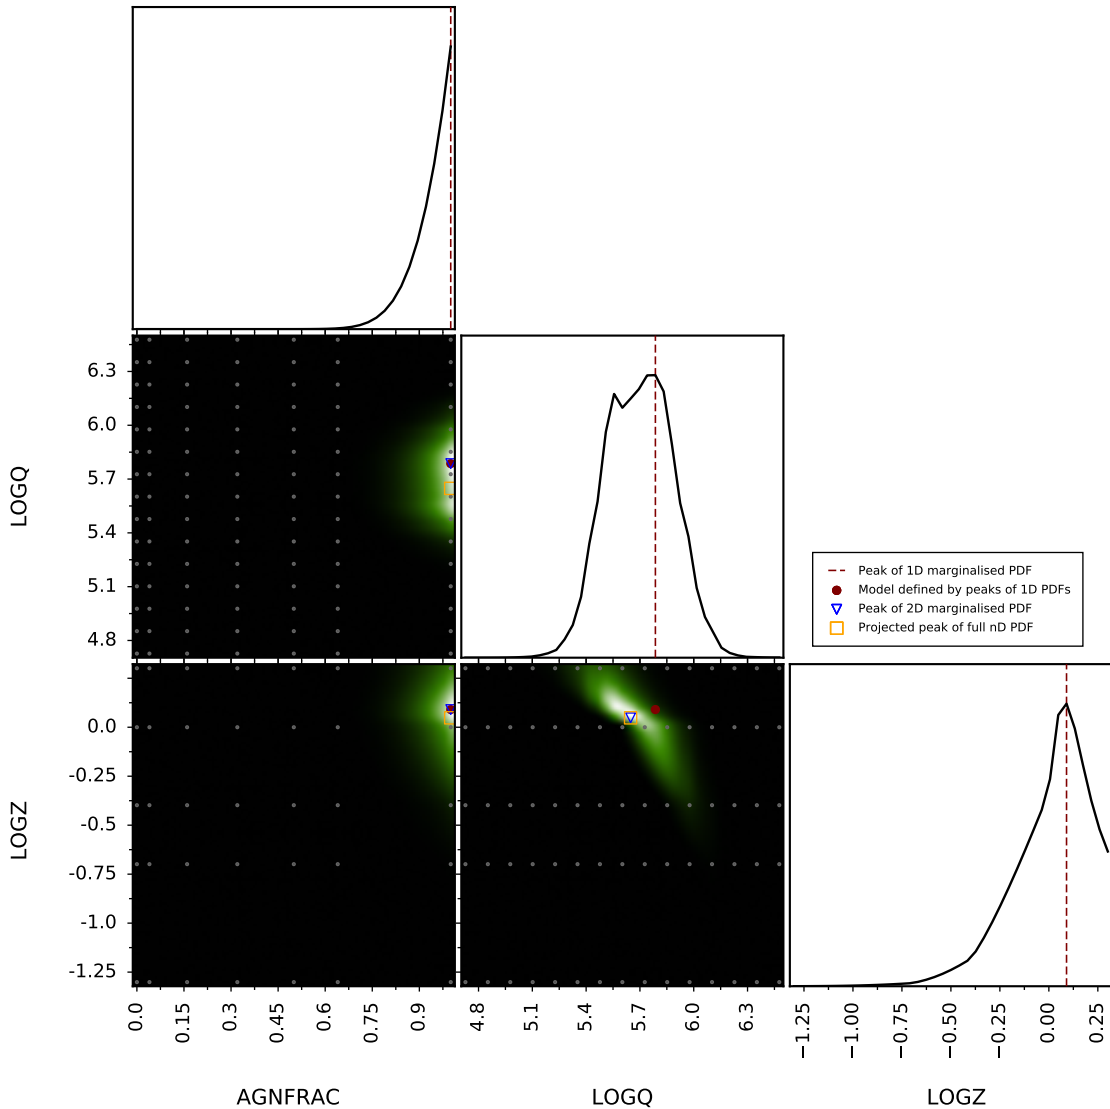 6.3
6.0
5.7
5.4
5.1
4.8
LOGQ
Peak of 1D marginalised PDF
Model defined by peaks of 1D PDFs
Peak of 2D marginalised PDF
Projected peak of full nD PDF
0.0
-0.25
-0.5
-0.75
-1.0
-1.25
LOGZ
0.0 0.15 0.3 0.45 0.6 0.75 0.9
4.8 5.1 5.4 5.7 6.0 6.3
−1.25 −1.00 −0.75 −0.50 −0.25 0.00 0.25
AGNFRAC LOGQ LOGZ